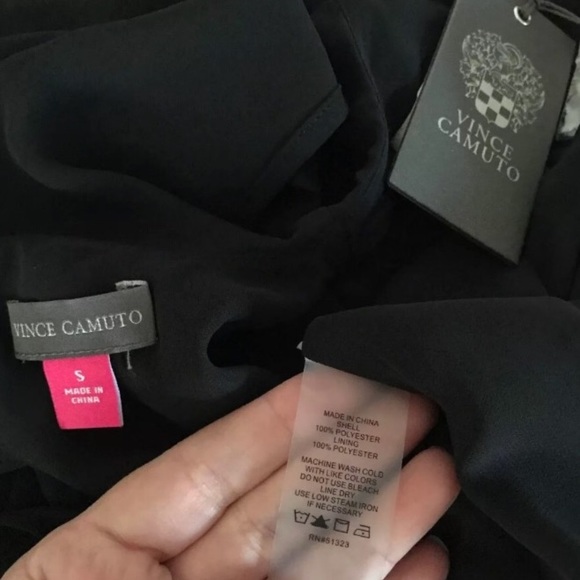 VINCE
CAMUTO
VINCE CAMUTO
S
MADE IN
CHINA
MADE IN CHINA
SHELL
100% POLYESTER
LINING
100% POLYESTER
MACHINE WASH COLD
WITH LIKE COLORS
DO NOT USE BLEACH
LINE DRY
USE LOW STEAM IRON
IF NECESSARY
RN#51323